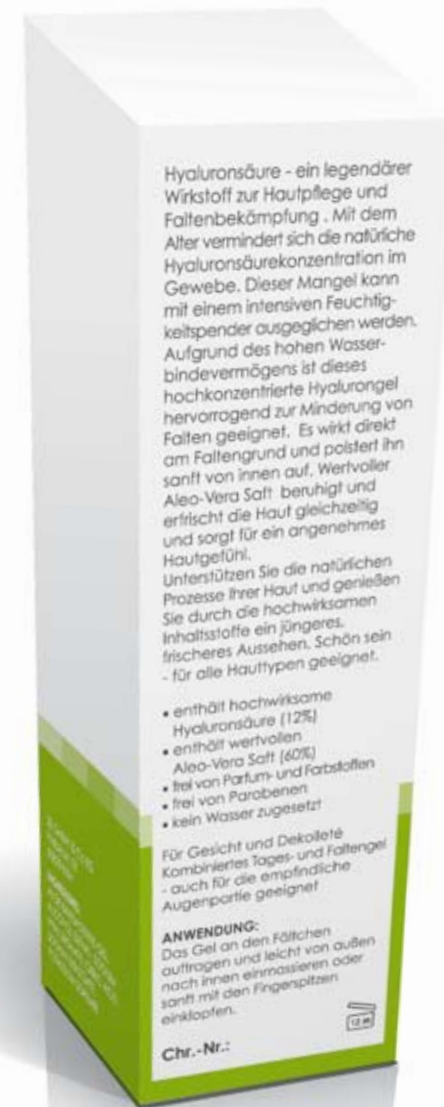 Hyaluronsäure - ein legendärer
Wirkstoff zur Hautpflege und
Faltenbekämpfung . Mit dem
Alter vermindert sich die natürliche
Hyaluronsäurekonzentration im
Gewebe. Dieser Mangel kann
mit einem intensiven Feuchtig-
keitspender ausgeglichen werden.
Aufgrund des hohen Wasser-
bindevermögens ist dieses
hochkonzentrierte Hyalurongel
hervorragend zur Minderung von
Falten geeignet. Es wirkt direkt
am Faltengrund und polstert ihn
sanft von innen auf. Wertvoller
Aleo-Vera Saft beruhigt und
erfrischt die Haut gleichzeitig
und sorgt für ein angenehmes
Hautgefühl.
Unterstützen Sie die natürlichen
Prozesse Ihrer Haut und genießen
Sie durch die hochwirksamen
Inhaltsstoffe ein jüngeres,
frischeres Aussehen. Schön sein
- für alle Hauttypen geeignet.
• enthält hochwirksame
Hyaluronsäure (12%)
• enthält wertvollen
Aleo-Vera Saft (60%)
• frei von Parfum- und Farbstoffen
• frei von Parabenen
• kein Wasser zugesetzt
Für Gesicht und Dekolleté
Kombiniertes Tages- und Faltengel
- auch für die empfindliche
Augenpartie geeignet
ANWENDUNG:
Das Gel an den Fältchen
auftragen und leicht von außen
nach innen einmassieren oder
sanft mit den Fingerspitzen
einklopfen.
12 M
Chr.-Nr.: